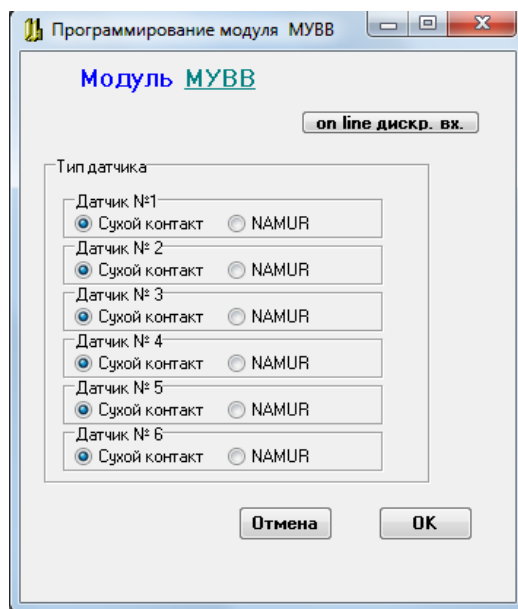 Программирование модуля МУВВ
Модуль МУВВ
on line дискр. вх.
Тип датчика
Датчик №1
Сухой контакт NAMUR
Датчик № 2
Сухой контакт NAMUR
Датчик № 3
Сухой контакт NAMUR
Датчик № 4
Сухой контакт NAMUR
Датчик № 5
Сухой контакт NAMUR
Датчик № 6
Сухой контакт NAMUR
Отмена OK